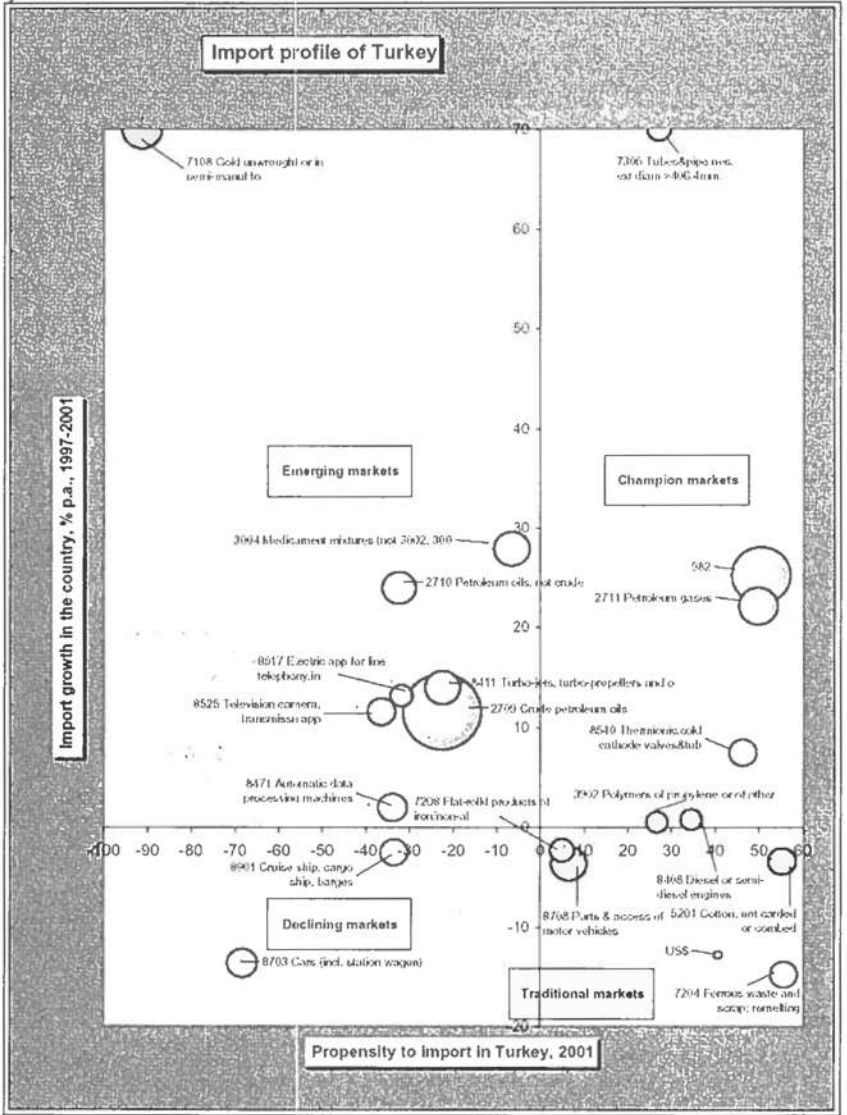 Import profile of Turkey
70
7108 Gold unwrought or in
semi-manuf fo
7306 Tubes&pipe nes,
ext diam >406.4mm,
60
50
40
Import growth in the country, % p.a., 1997-2001
Emerging markets
Champion markets
30
3004 Medicament mixtures (not 3002, 300
982
2710 Petroleum oils, not crude
2711 Petroleum gases
20
8517 Electric app for line
telephony,in
8411 Turbo-jets, turbo-propellers and o
8525 Television camera,
transmissn app
2709 Crude petroleum oils
10
8540 Thermionic,cold
cathode valves&tub
8471 Automatic data
processing machines
7208 Flat-rolld products of
iron/non-al
3902 Polymers of propylene or of other
-100 -90 -80 -70 -60 -50 -40 -30 -20 -10 0 10 20 30 40 50 60
8901 Cruise ship, cargo
ship, barges
8408 Diesel or semi-
diesel engines
Declining markets
-10
8708 Parts & access of
motor vehicles
5201 Cotton, not carded
or combed
8703 Cars (incl. station wagon)
US$
Traditional markets
7204 Ferrous waste and
scrap; remelting
-20
Propensity to import in Turkey, 2001